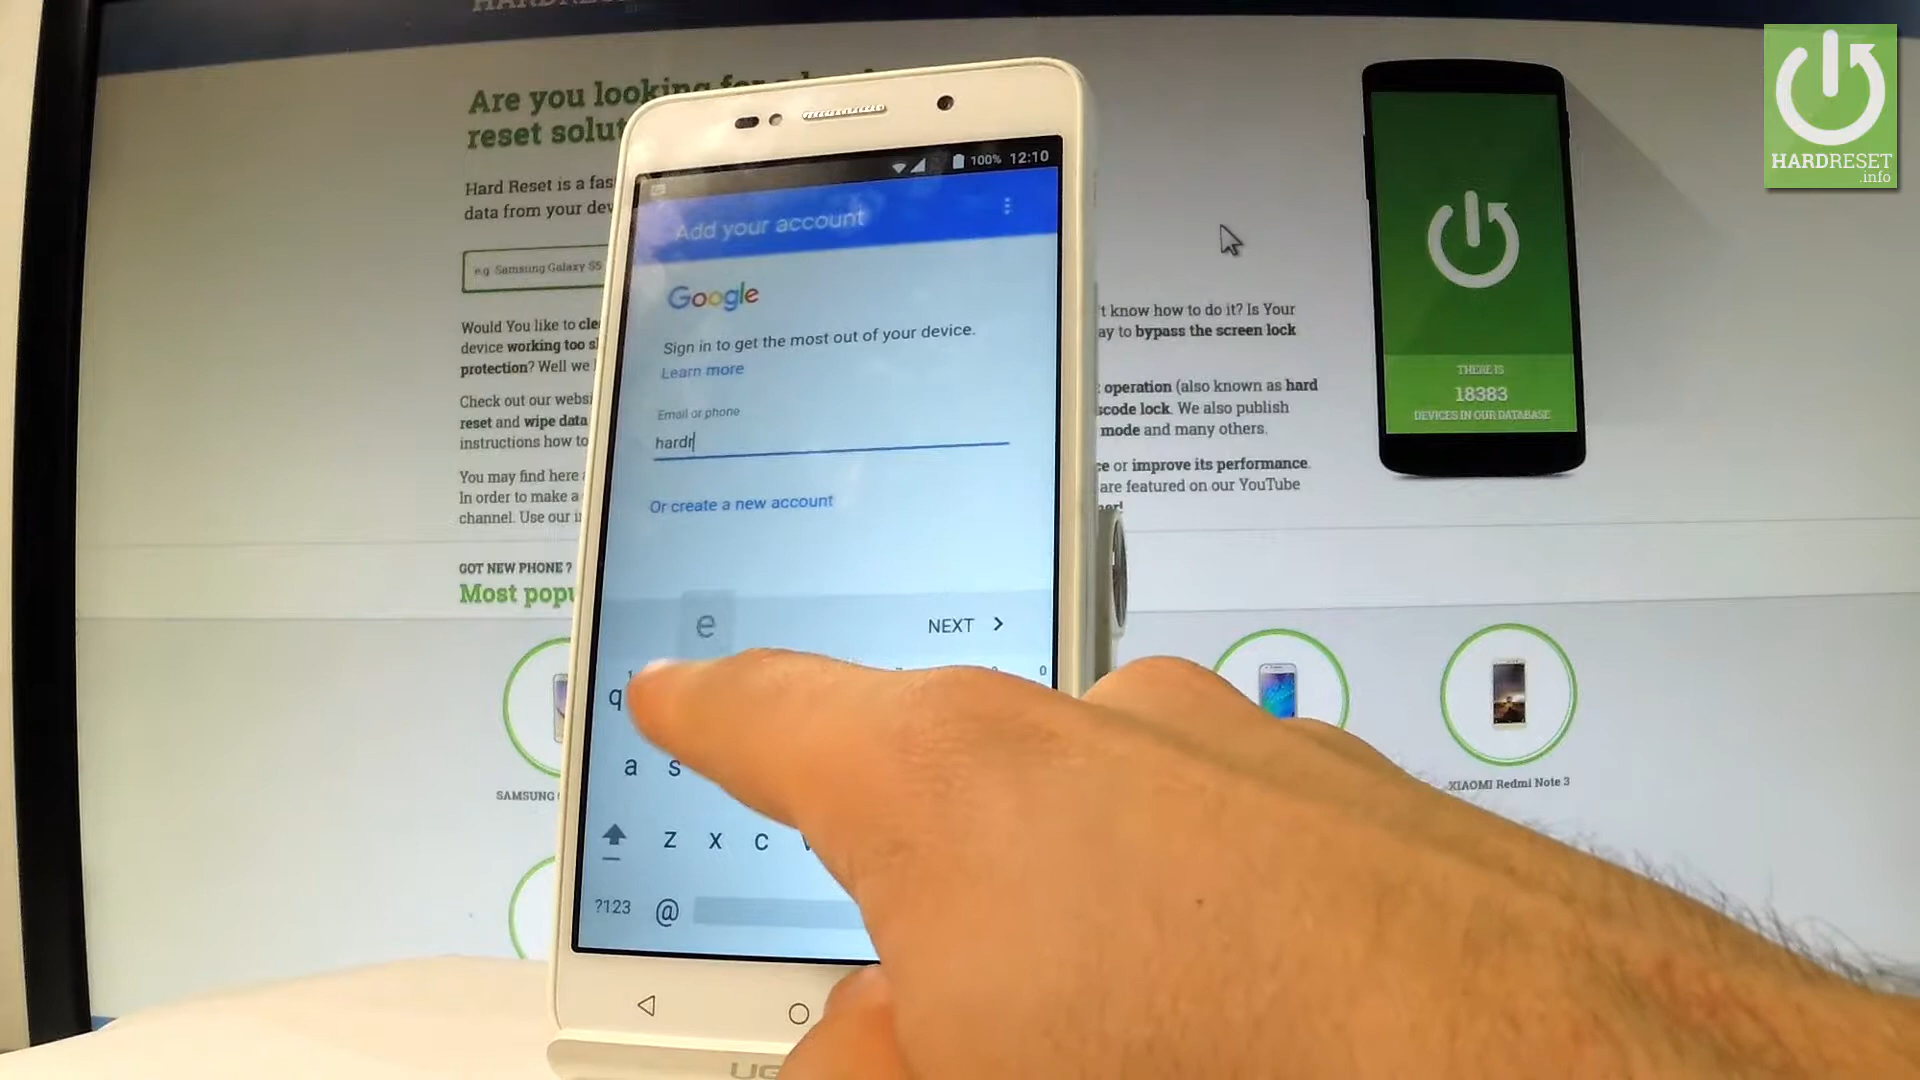 HARDRESET
.info
Are you looking for a hard
reset solut
Hard Reset is a fas
data from your dev
e.g. Samsung Galaxy S5
Would You like to cle
device working too s
protection? Well we
Check out our webs
reset and wipe data
instructions how to
You may find here
In order to make a
channel. Use our i
GOT NEW PHONE ?
Most popu
SAMSUNG
't know how to do it? Is Your
ay to bypass the screen lock
operation (also known as hard
scode lock. We also publish
mode and many others.
ce or improve its performance.
are featured on our YouTube
THERE IS
18383
DEVICES IN OUR DATABASE
XIAOMI Redmi Note 3
100% 12:10
Add your account
Google
Sign in to get the most out of your device.
Learn more
Email or phone
hardr
Or create a new account
e
NEXT >
0
q
a s
z x c v
?123 @
UG